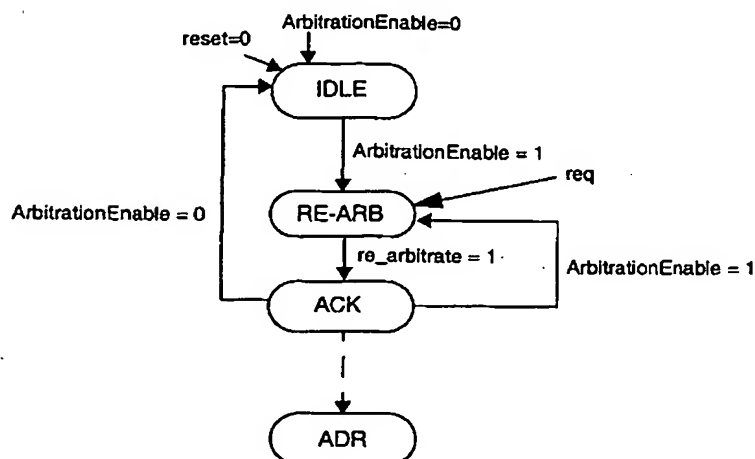 ArbitrationEnable=0
reset=0
IDLE
ArbitrationEnable = 1
req
ArbitrationEnable = 0
RE-ARB
re_arbitrate = 1
ArbitrationEnable = 1
ACK
ADR